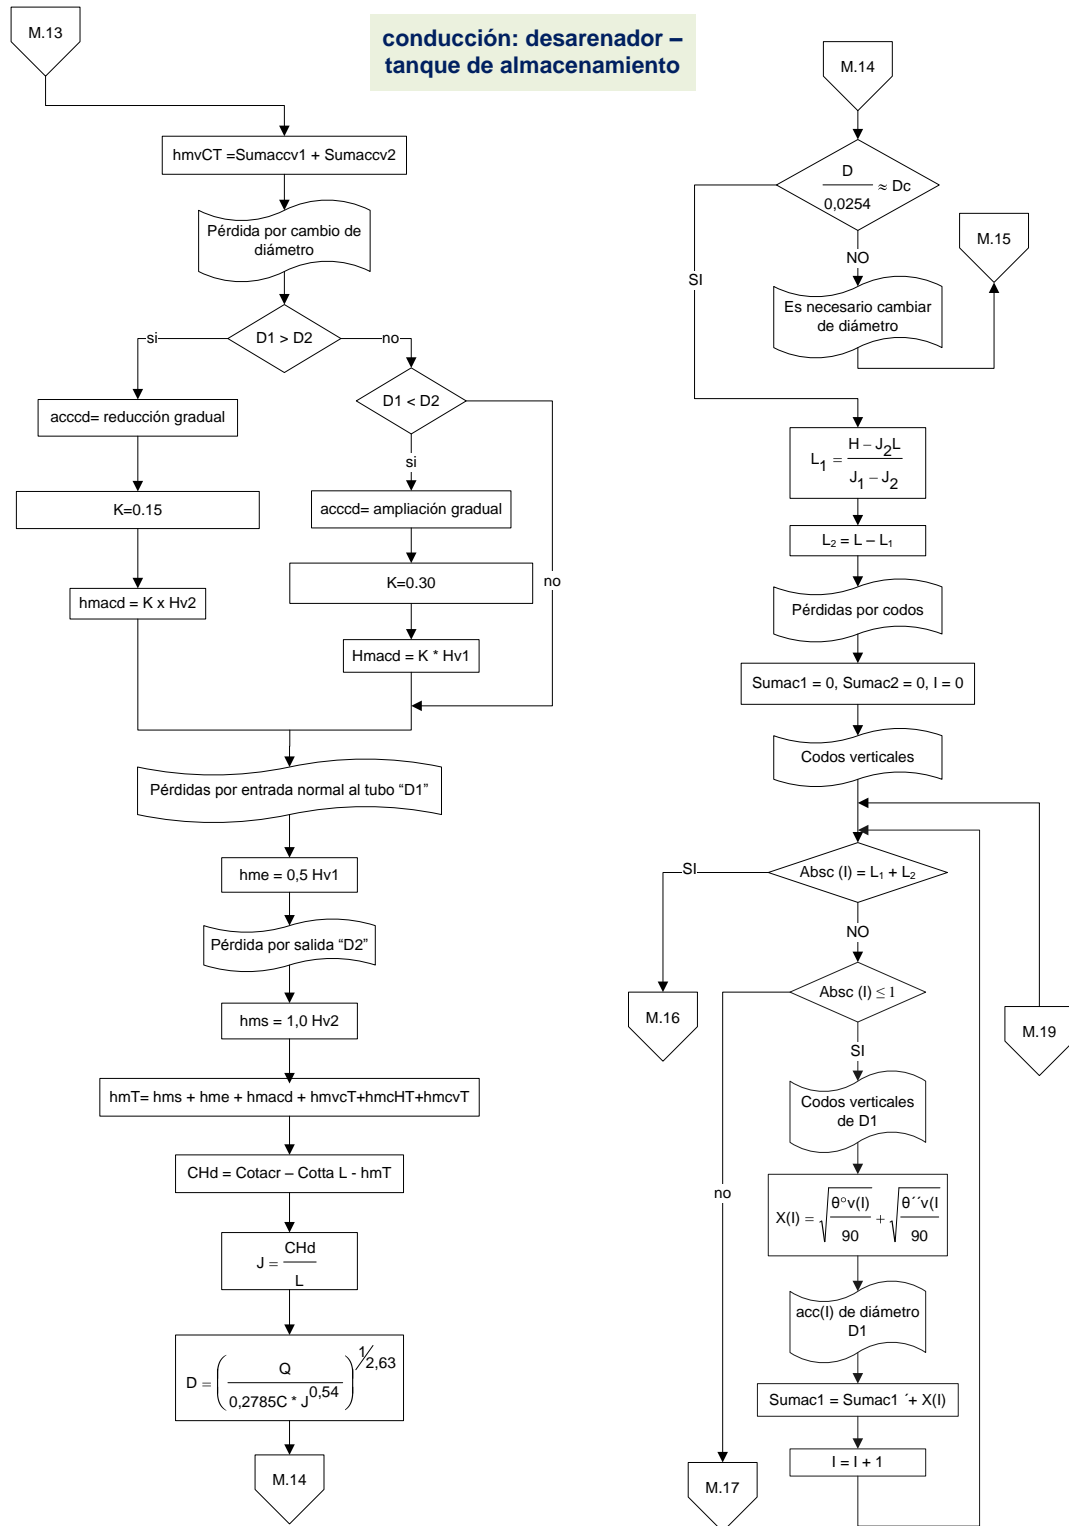 conducción: desarenador –
tanque de almacenamiento
M.13
hmvCT =Sumaccv1 + Sumaccv2
Pérdida por cambio de
diámetro
D1 > D2
si
no
acccd= reducción gradual
D1 < D2
si
K=0.15
acccd= ampliación gradual
hmacd = K x Hv2
K=0.30
no
Hmacd = K * Hv1
Pérdidas por entrada normal al tubo “D1”
hme = 0,5 Hv1
Pérdida por salida “D2”
hms = 1,0 Hv2
hmT= hms + hme + hmacd + hmvcT+hmcHT+hmcvT
CHd = Cotacr – Cotta L - hmT
J = CHd / L
D = (Q / 0,2785C * J^0,54)^1/2,63
M.14
M.14
D / 0,0254 ≈ Dc
SI
NO
M.15
Es necesario cambiar
de diámetro
L₁ = H – J₂L / J₁ – J₂
L₂ = L – L₁
Pérdidas por codos
Sumac1 = 0, Sumac2 = 0, I = 0
Codos verticales
Absc (I) = L₁ + L₂
SI
NO
M.16
Absc (I) ≤ 1
M.19
SI
no
Codos verticales
de D1
X(I) = √(θ°v(I) / 90) + √(θ´´v(I / 90)
acc(I) de diámetro
D1
Sumac1 = Sumac1 ´+ X(I)
I = I + 1
M.17